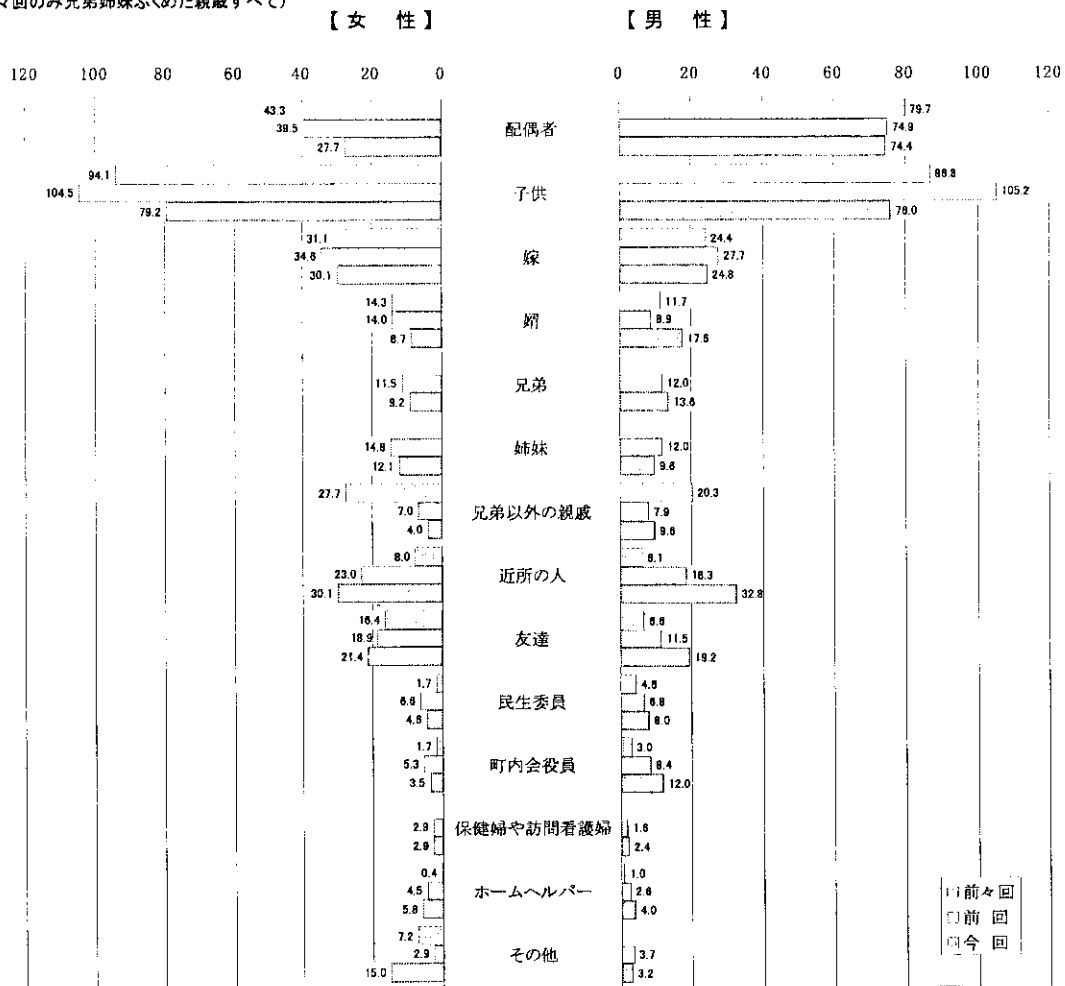 々回のみ兄弟姉妹ふくめた親戚すべて)
【女 性】 【男 性】
120 100 80 60 40 20 0 0 20 40 60 80 100 120
43.3 79.7
39.5 配偶者 74.9
27.7 74.4
94.1
104.5 子供 105.2
79.2 76.0
31.1 24.4
34.6 嫁 27.7
30.1 24.8
14.3 11.7
14.0 婿 8.9
8.7 17.6
11.5 兄弟 12.0
9.2 13.6
14.8 姉妹 12.0
12.1 9.6
27.7 20.3
7.0 兄弟以外の親戚 7.9
4.0 9.6
8.0 6.1
23.0 近所の人 18.3
30.1 32.8
16.4 6.6
18.9 友達 11.5
21.4 19.2
1.7 4.6
6.6 民生委員 6.8
4.6 8.0
1.7 3.0
5.3 町内会役員 8.4
3.5 12.0
2.9 保健婦や訪問看護婦 1.6
2.9 2.4
0.4 1.0
4.5 ホームヘルパー 2.6
5.8 4.0
7.2
2.9 その他 3.7
15.0 3.2
前々回
前 回
今 回